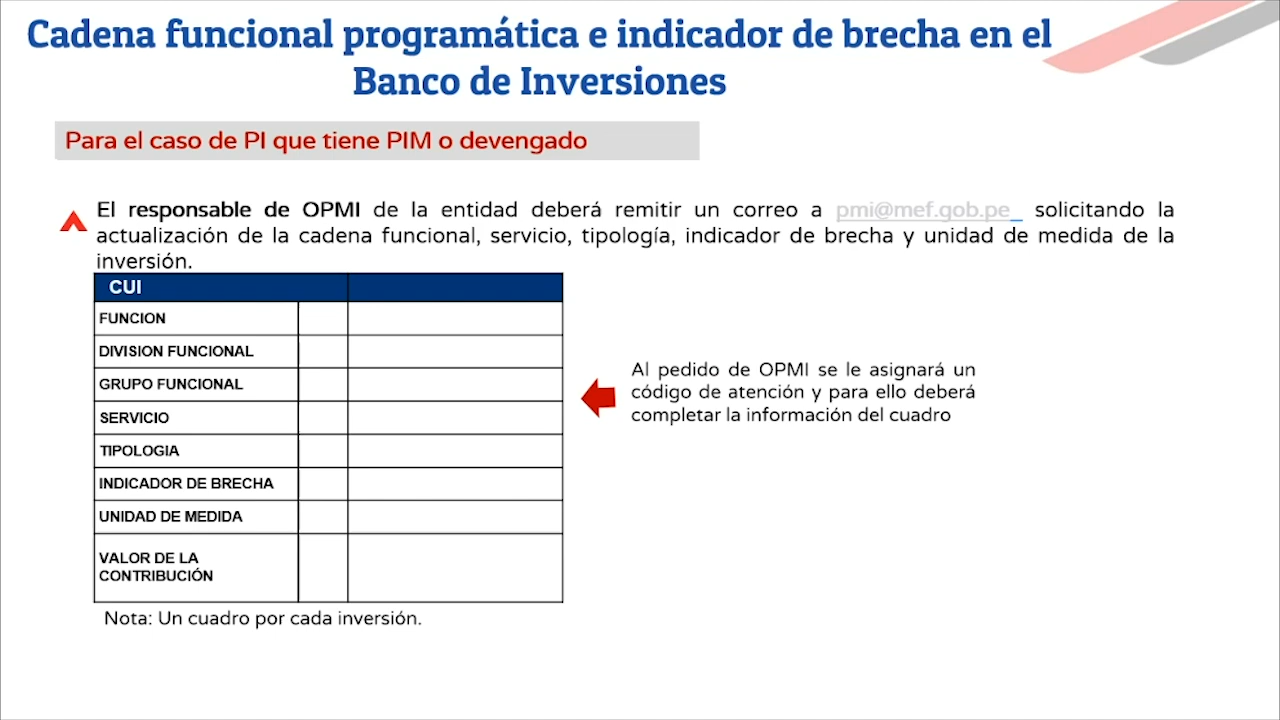 Cadena funcional programática e indicador de brecha en el
Banco de Inversiones
Para el caso de PI que tiene PIM o devengado
El responsable de OPMI de la entidad deberá remitir un correo a pmi@mef.gob.pe_ solicitando la
actualización de la cadena funcional, servicio, tipología, indicador de brecha y unidad de medida de la
inversión.
CUI
FUNCION
DIVISION FUNCIONAL
GRUPO FUNCIONAL
SERVICIO
TIPOLOGIA
INDICADOR DE BRECHA
UNIDAD DE MEDIDA
VALOR DE LA
CONTRIBUCIÓN
Al pedido de OPMI se le asignará un
código de atención y para ello deberá
completar la información del cuadro
Nota: Un cuadro por cada inversión.